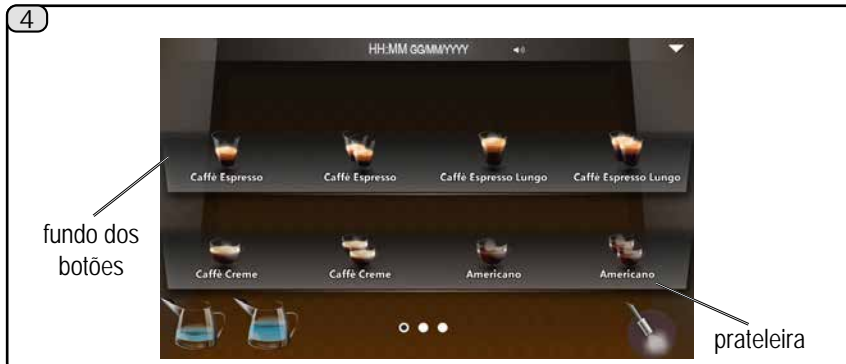 4
HH:MM GG/MM/YYYY
Caffè Espresso Caffè Espresso Caffè Espresso Lungo Caffè Espresso Lungo
fundo dos
botões
Caffè Creme Caffè Creme Americano Americano
prateleira